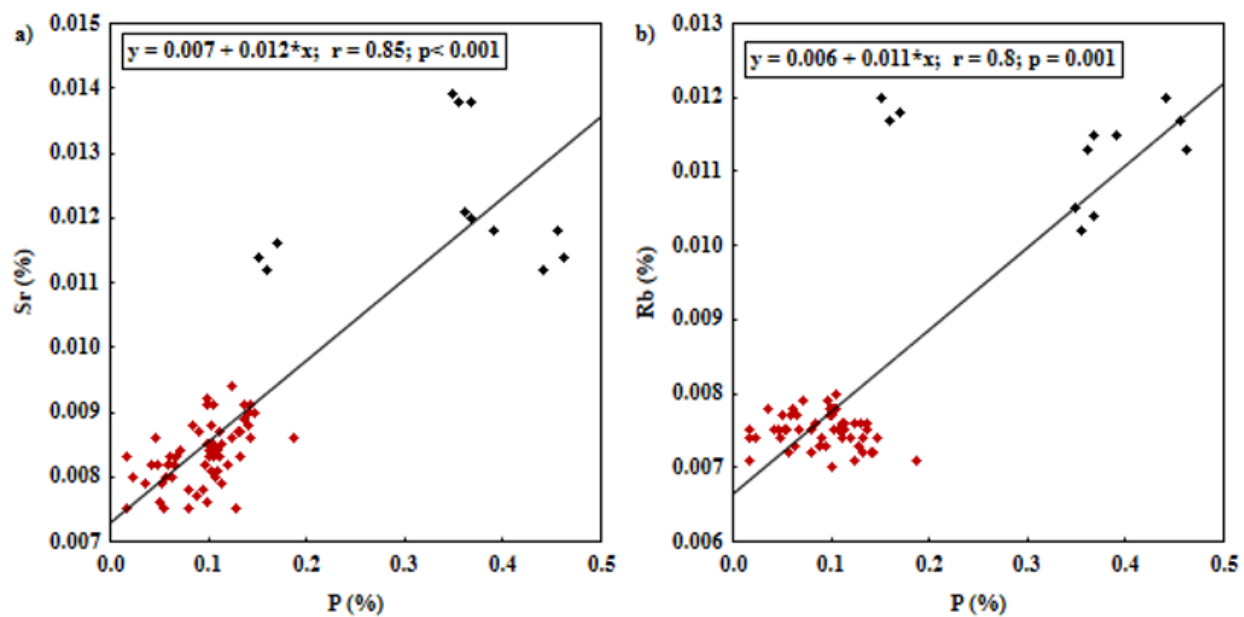 a)
y = 0.007 + 0.012*x; r = 0.85; p< 0.001
0.015
0.014
0.013
0.012
0.011
0.010
0.009
0.008
0.007
Sr (%)
0.0 0.1 0.2 0.3 0.4 0.5
P (%)
b)
y = 0.006 + 0.011*x; r = 0.8; p = 0.001
0.013
0.012
0.011
0.010
0.009
0.008
0.007
0.006
Rb (%)
0.0 0.1 0.2 0.3 0.4 0.5
P (%)